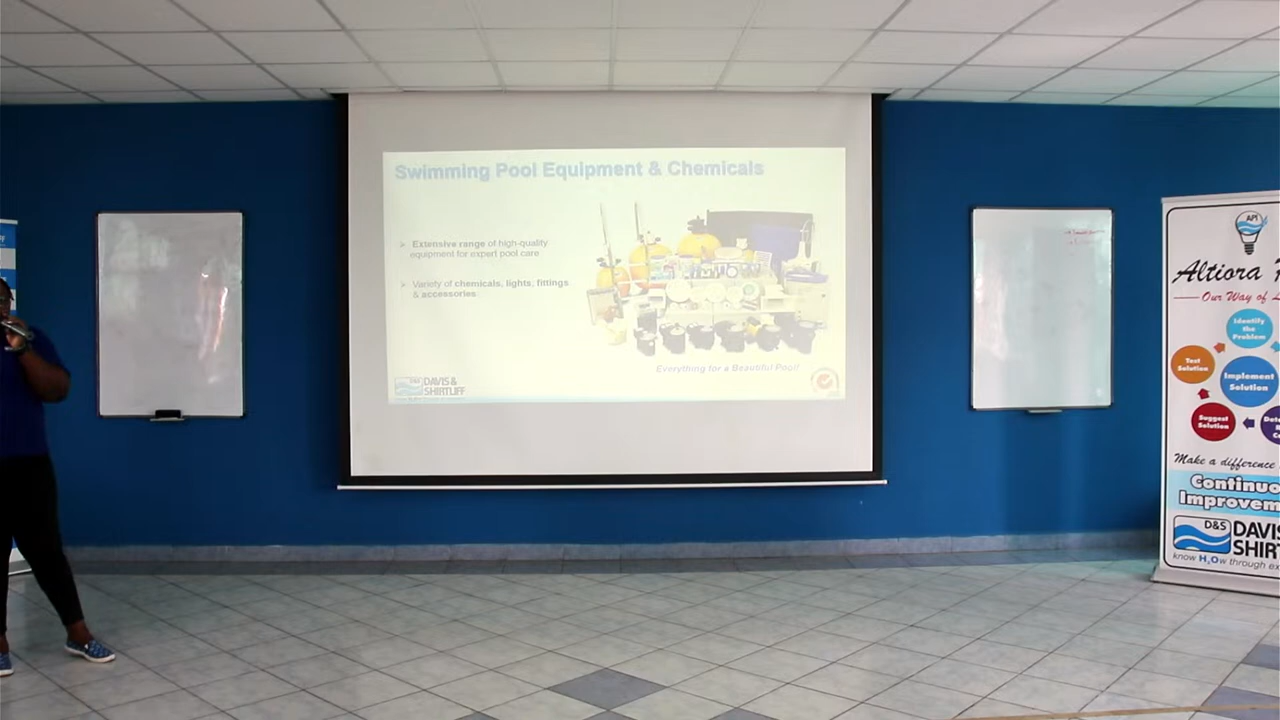 Swimming Pool Equipment & Chemicals
➢ Extensive range of high-quality
equipment for expert pool care
➢ Variety of chemicals, lights, fittings
& accessories
Everything for a Beautiful Pool!
D&S DAVIS &
SHIRTLIFF
API
Altiora
Our Way of
Identify
the
Problem
Test
Solution
Implement
Solution
Suggest
Solution
Make a difference
Continuo
Improvem
D&S DAVIS
SHIRT
know H₂Ow through ex